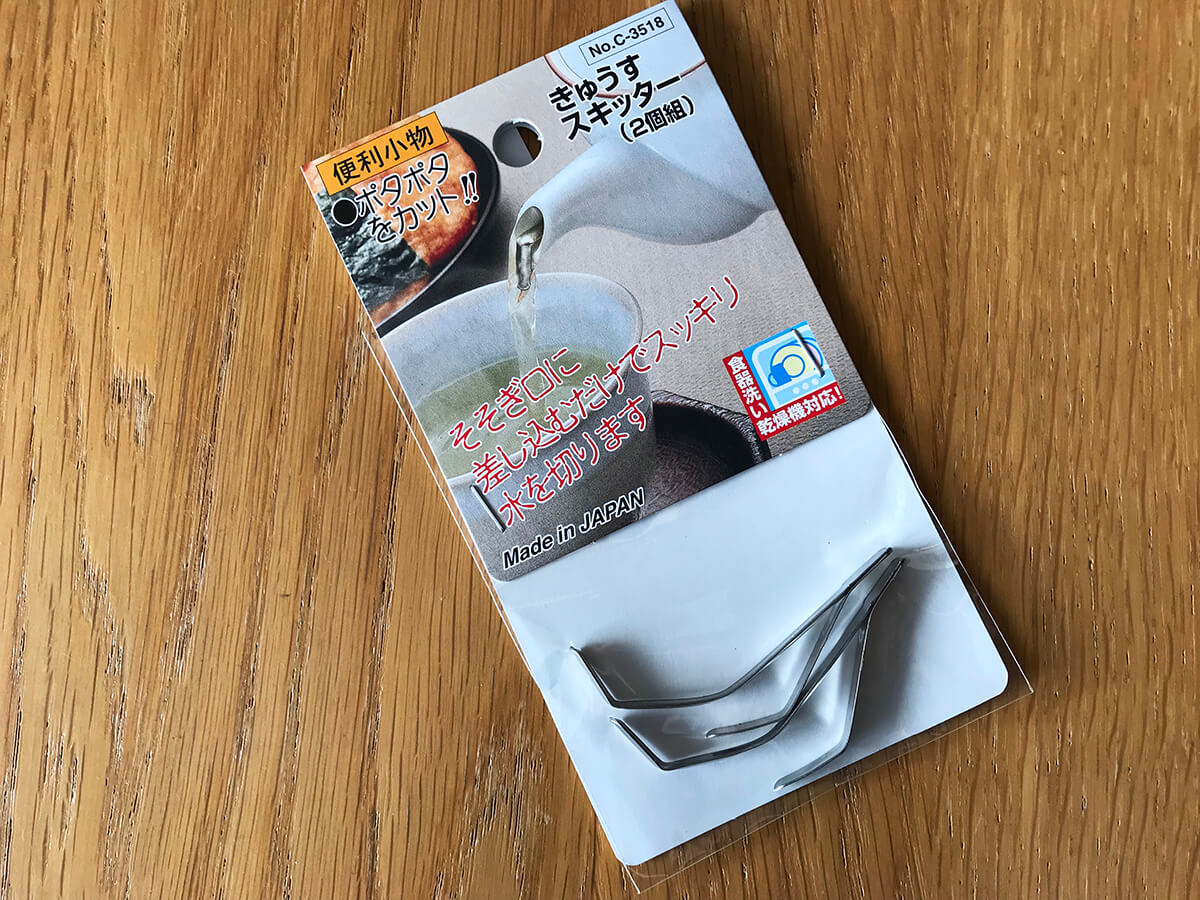 No.C-3518
きゅうす
スキッター
(2個組)
便利小物
ポタポタ
をカット!!
そそぎ口に
差し込むだけでスッキリ
水を切ります
食器洗い
乾燥機対応!
Made in JAPAN